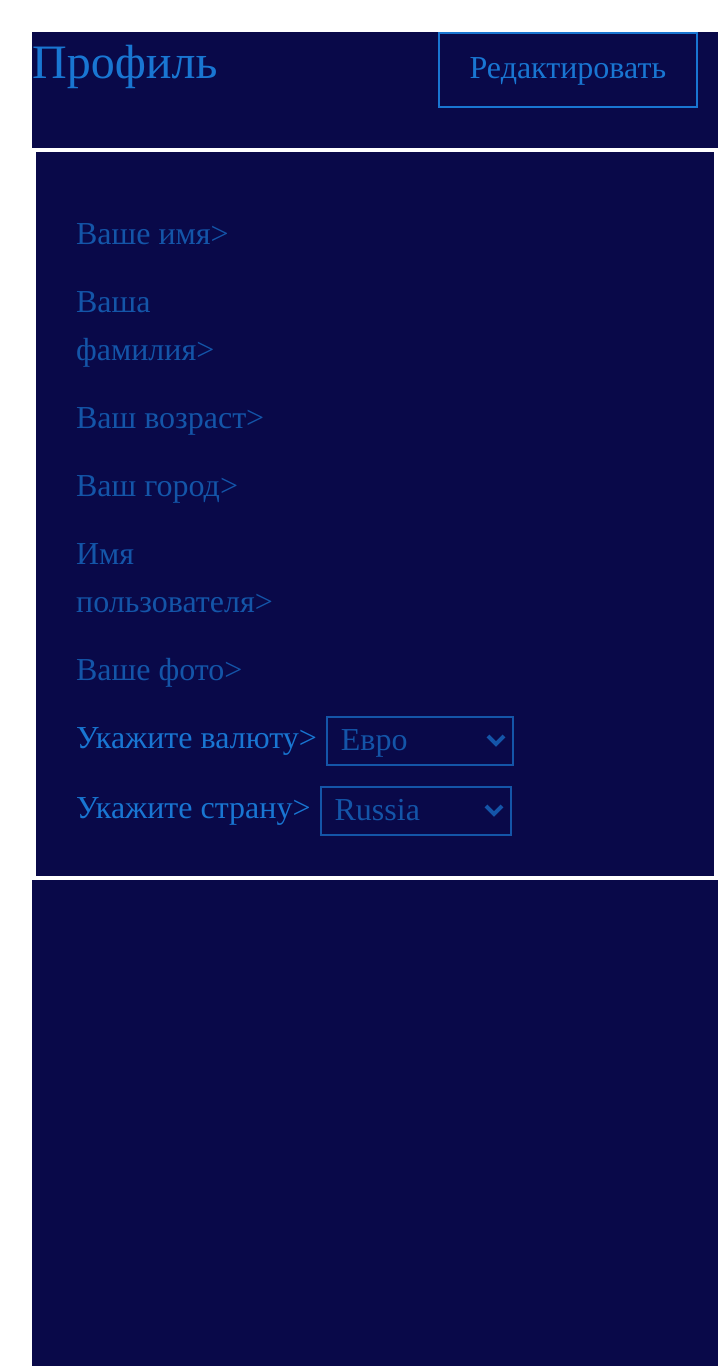 Профиль
Редактировать
Ваше имя>
Ваша
фамилия>
Ваш возраст>
Ваш город>
Имя
пользователя>
Ваше фото>
Укажите валюту> Евро
Укажите страну> Russia